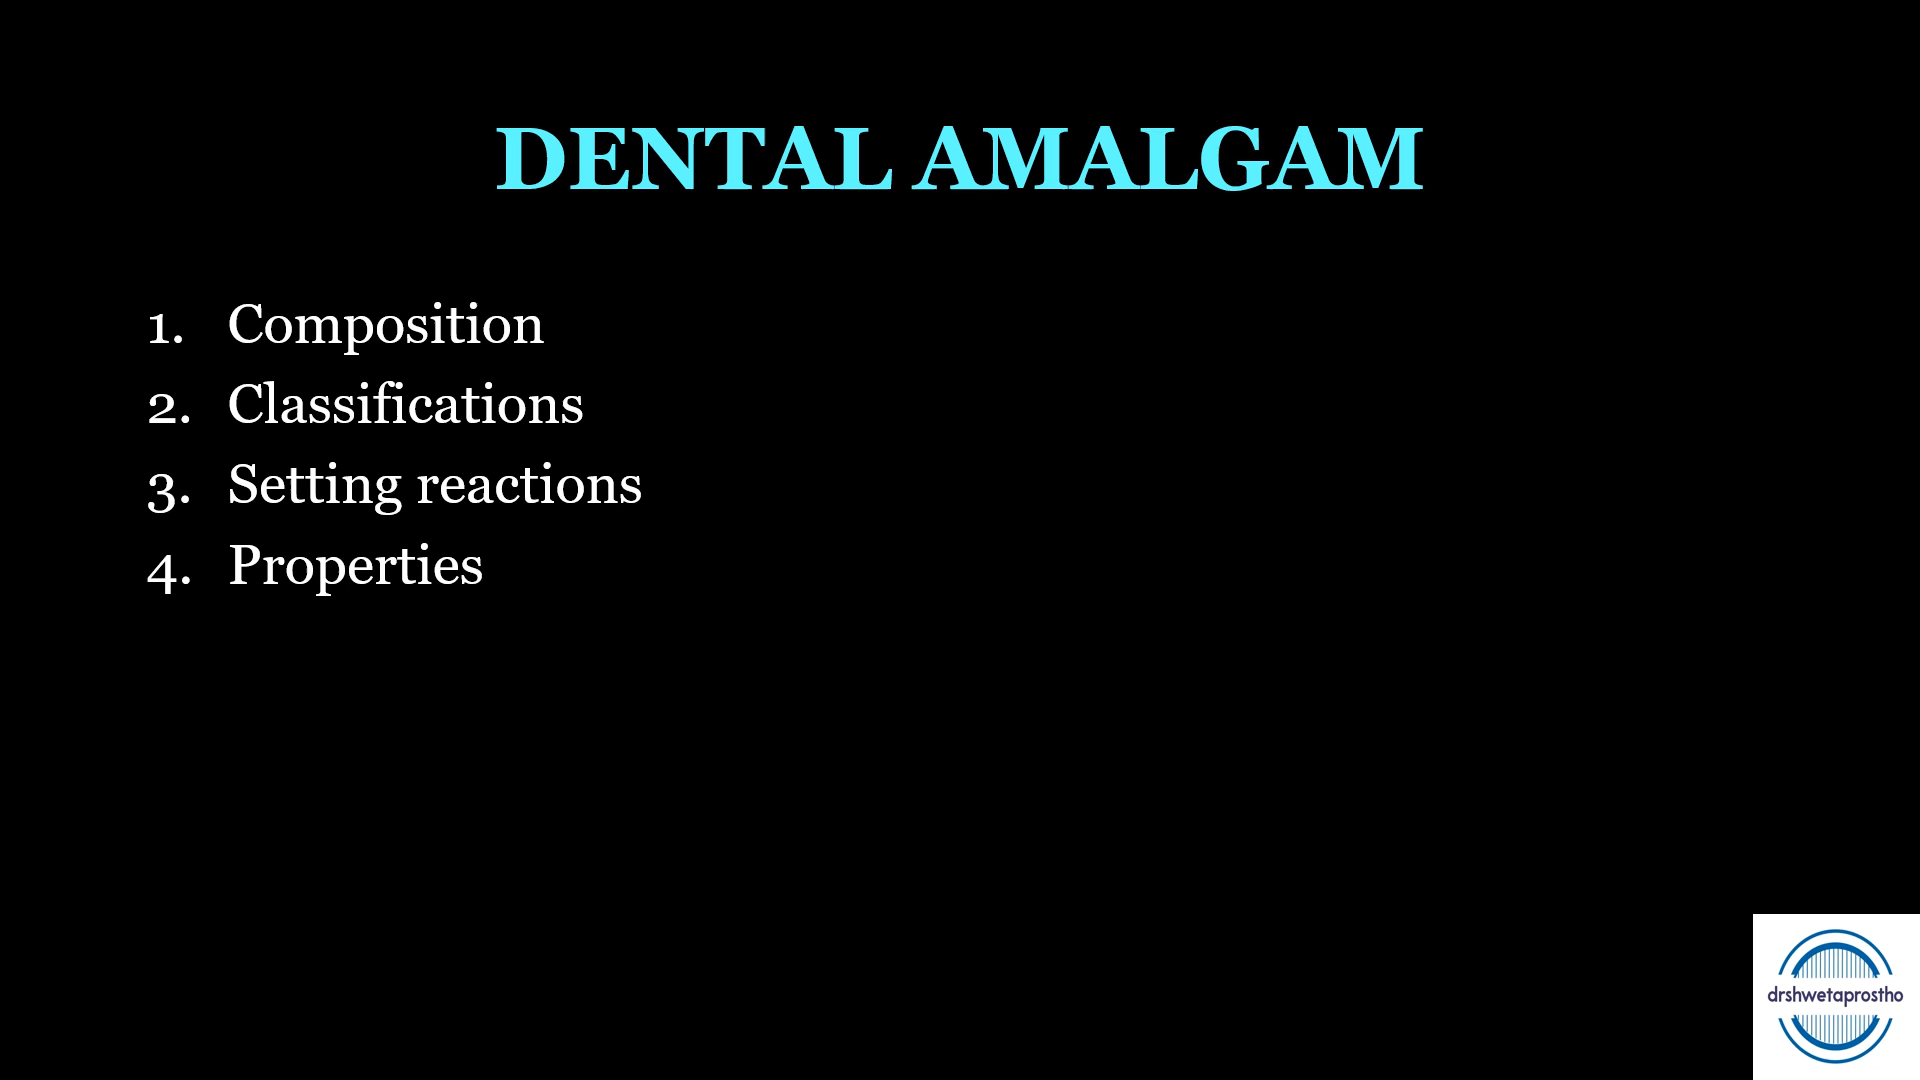 DENTAL AMALGAM
1. Composition
2. Classifications
3. Setting reactions
4. Properties
drshwetaprostho